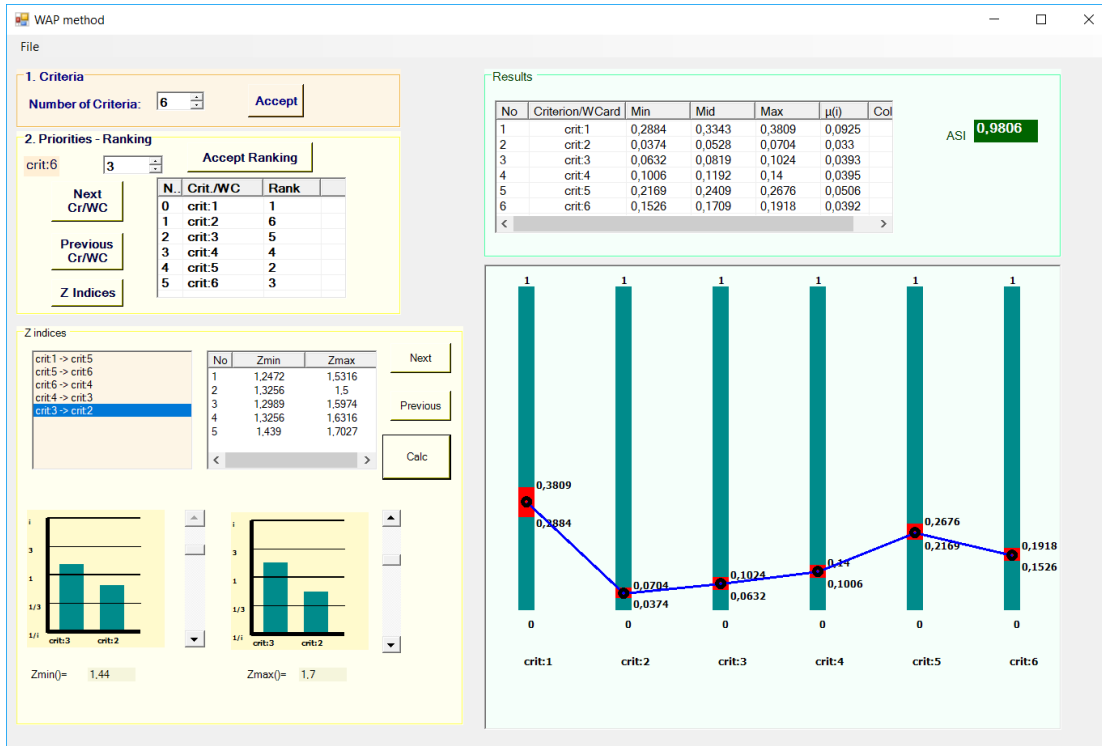 WAP method
File
1. Criteria
Number of Criteria: 6 Accept
2. Priorities - Ranking
crit:6 3 Accept Ranking
Next Cr/WC
Previous Cr/WC
Z Indices
N.. Crit./WC Rank
0 crit:1 1
1 crit:2 6
2 crit:3 5
3 crit:4 4
4 crit:5 2
5 crit:6 3
Z indices
crit:1 -> crit:5
crit:5 -> crit:6
crit:6 -> crit:4
crit:4 -> crit:3
crit:3 -> crit:2
No Zmin Zmax
1 1,2472 1,5316
2 1,3256 1,5
3 1,2989 1,5974
4 1,3256 1,6316
5 1,439 1,7027
Next
Previous
Calc
i
3
1
1/3
1/i
crit:3 crit:2
i
3
1
1/3
1/i
crit:3 crit:2
Zmin()= 1,44
Zmax()= 1,7
Results
No Criterion/WCard Min Mid Max μ(i) Col
1 crit:1 0,2884 0,3343 0,3809 0,0925
2 crit:2 0,0374 0,0528 0,0704 0,033
3 crit:3 0,0632 0,0819 0,1024 0,0393
4 crit:4 0,1006 0,1192 0,14 0,0395
5 crit:5 0,2169 0,2409 0,2676 0,0506
6 crit:6 0,1526 0,1709 0,1918 0,0392
ASI 0,9806
1 1 1 1 1 1
0,3809
0,2884
0,0704
0,0374
0,1024
0,0632
0,14
0,1006
0,2676
0,2169
0,1918
0,1526
0 0 0 0 0 0
crit:1 crit:2 crit:3 crit:4 crit:5 crit:6